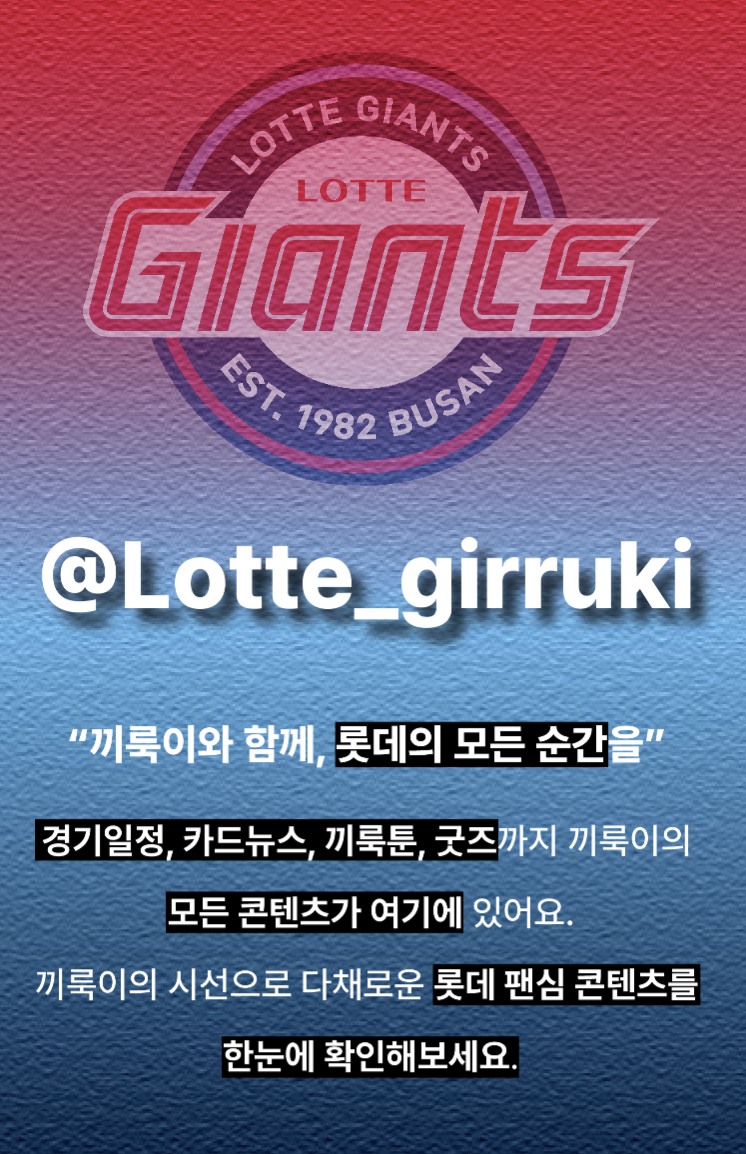 LOTTE GIANTS
LOTTE
Giants
EST. 1982 BUSAN
@Lotte_girruki
“끼룩이와 함께, 롯데의 모든 순간을”
경기일정, 카드뉴스, 끼룩툰, 굿즈까지 끼룩이의
모든 콘텐츠가 여기에 있어요.
끼룩이의 시선으로 다채로운 롯데 팬심 콘텐츠를
한눈에 확인해보세요.